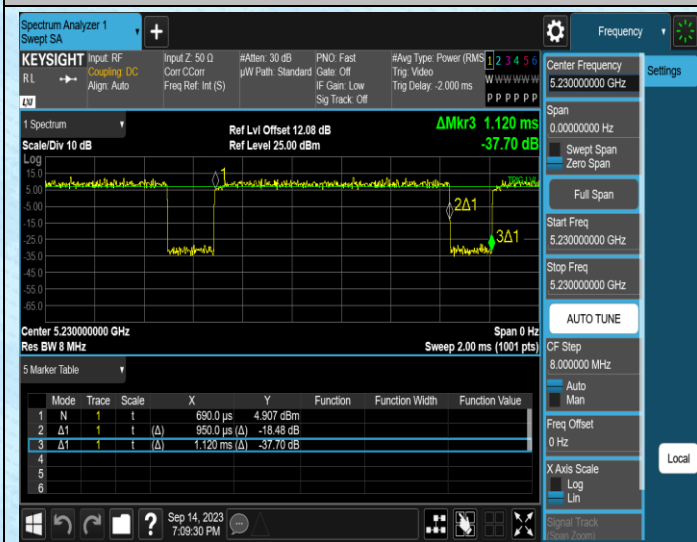 Spectrum Analyzer 1
Swept SA
+
Frequency
KEYSIGHT
RL
Input: RF
Coupling: DC
Align: Auto
Input Z: 50 Ω
Corr CCorr
Freq Ref: Int (S)
#Atten: 30 dB
µW Path: Standard
PNO: Fast
Gate: Off
IF Gain: Low
Sig Track: Off
#Avg Type: Power (RMS
Trig: Video
Trig Delay: -2.000 ms
1 2 3 4 5 6
W W W W W W
P P P P P P
1 Spectrum
Scale/Div 10 dB
Ref Lvl Offset 12.08 dB
Ref Level 25.00 dBm
ΔMkr3 1.120 ms
-37.70 dB
Log
15.0
5.00
-5.00
-15.0
-25.0
-35.0
-45.0
-55.0
-65.0
1
2Δ1
3Δ1
TRIG LVL
Center 5.230000000 GHz
Res BW 8 MHz
Span 0 Hz
Sweep 2.00 ms (1001 pts)
5 Marker Table
Mode Trace Scale X Y Function Function Width Function Value
1 N 1 t 690.0 µs 4.907 dBm
2 Δ1 1 t (Δ) 950.0 µs (Δ) -18.48 dB
3 Δ1 1 t (Δ) 1.120 ms (Δ) -37.70 dB
4
5
6
?
Sep 14, 2023
7:09:30 PM
Center Frequency
5.230000000 GHz
Span
0.00000000 Hz
Swept Span
Zero Span
Full Span
Start Freq
5.230000000 GHz
Stop Freq
5.230000000 GHz
AUTO TUNE
CF Step
8.000000 MHz
Auto
Man
Freq Offset
0 Hz
X Axis Scale
Log
Lin
Signal Track
(Span Zoom)
Settings
Local